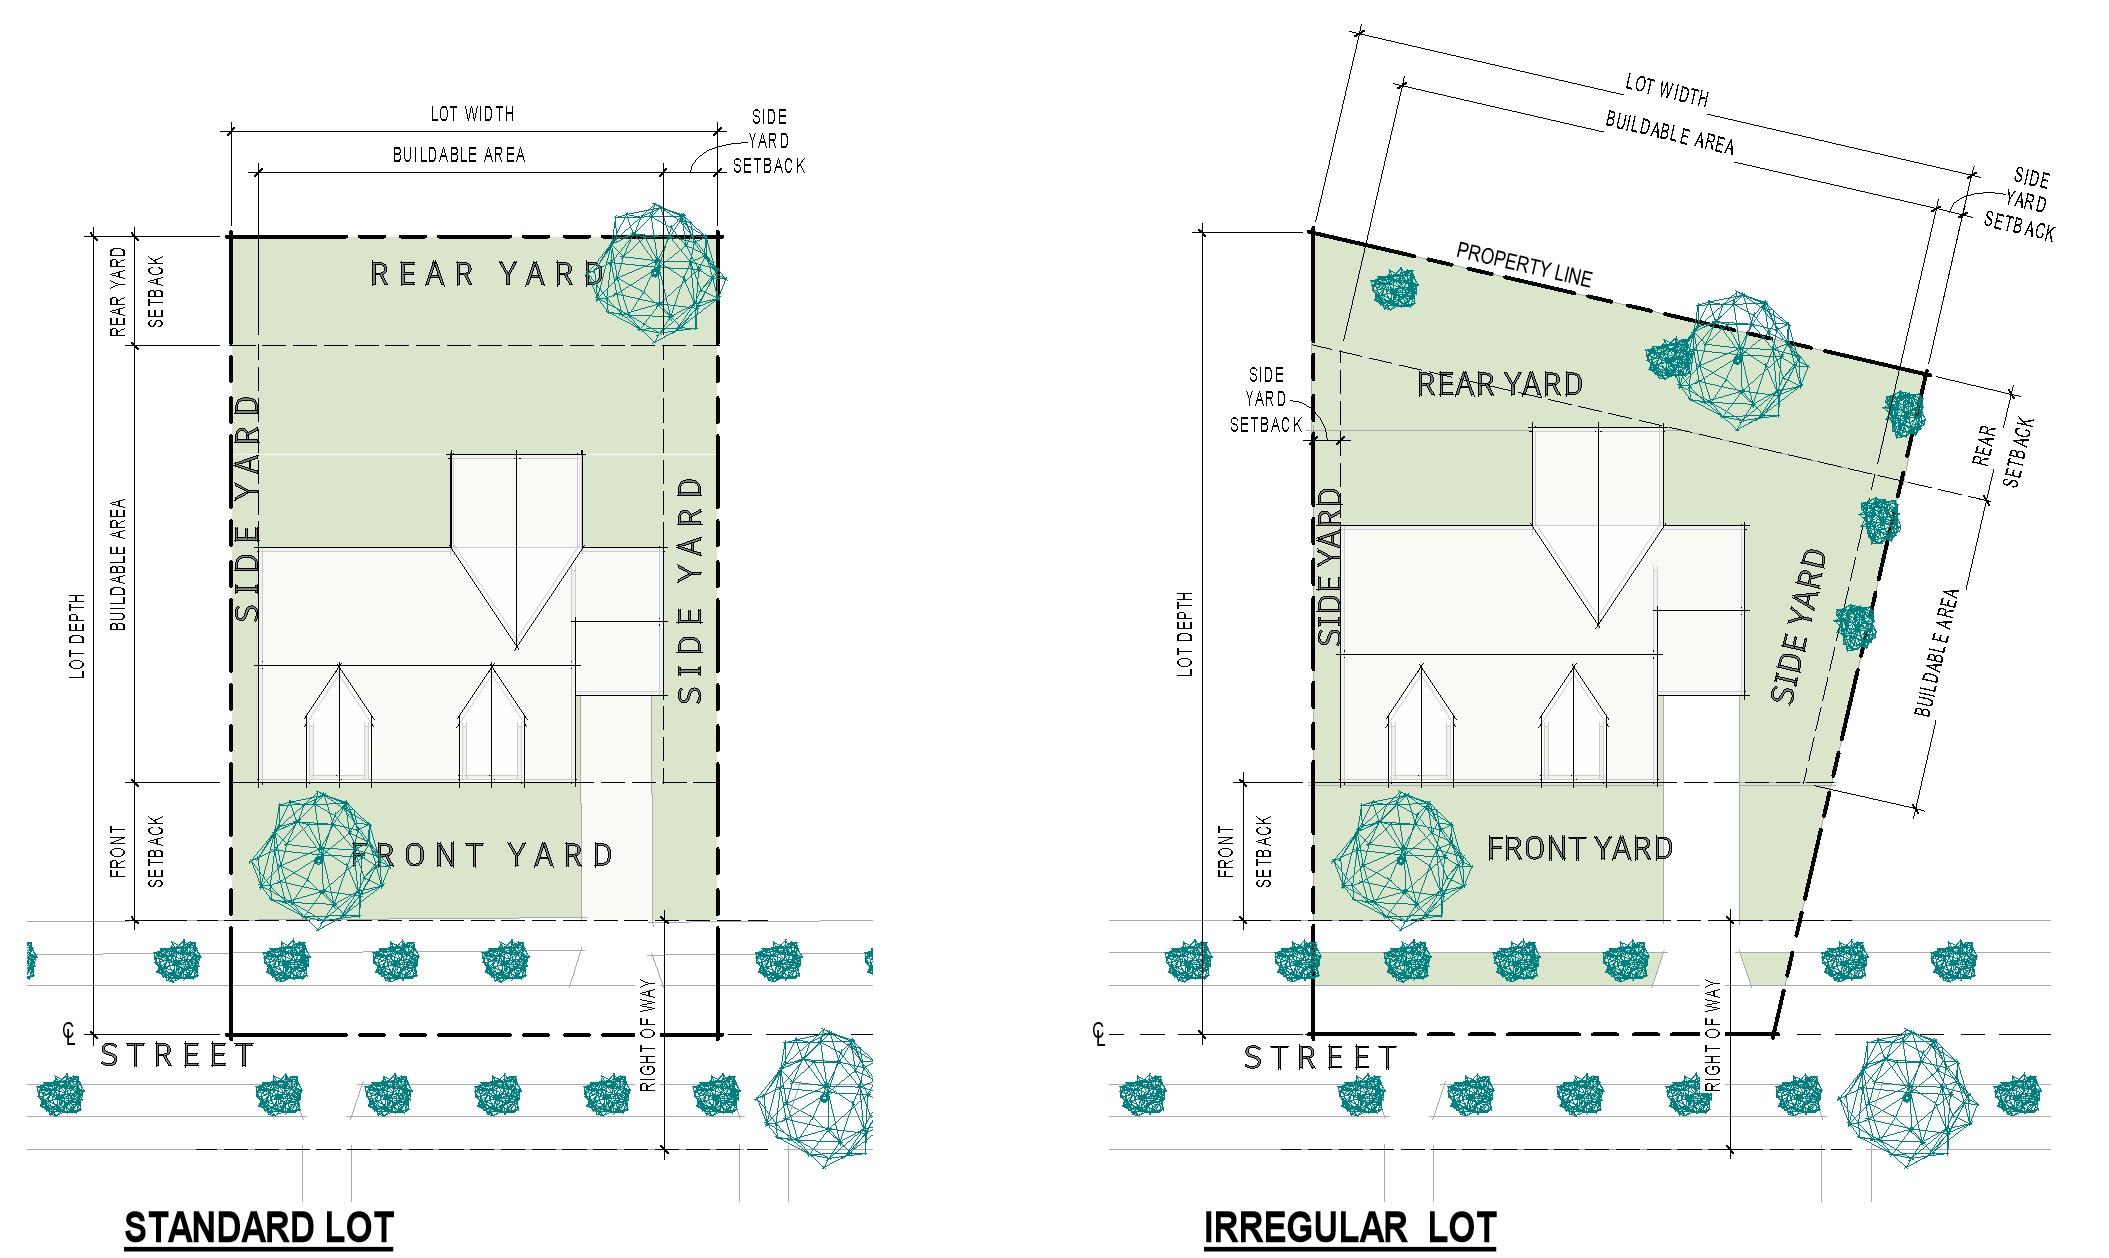 LOT WIDTH
SIDE
YARD
SETBACK
BUILDABLE AREA
REAR YARD
SETBACK
REAR YARD
SIDE YARD
SIDE YARD
BUILDABLE AREA
LOT DEPTH
FRONT
SETBACK
FRONT YARD
RIGHT OF WAY
CL
STREET
STANDARD LOT
LOT WIDTH
BUILDABLE AREA
SIDE
YARD
SETBACK
PROPERTY LINE
REAR YARD
SIDE
YARD
SETBACK
REAR
SETBACK
SIDE YARD
SIDE YARD
BUILDABLE AREA
LOT DEPTH
FRONT
SETBACK
FRONT YARD
RIGHT OF WAY
CL
STREET
IRREGULAR LOT